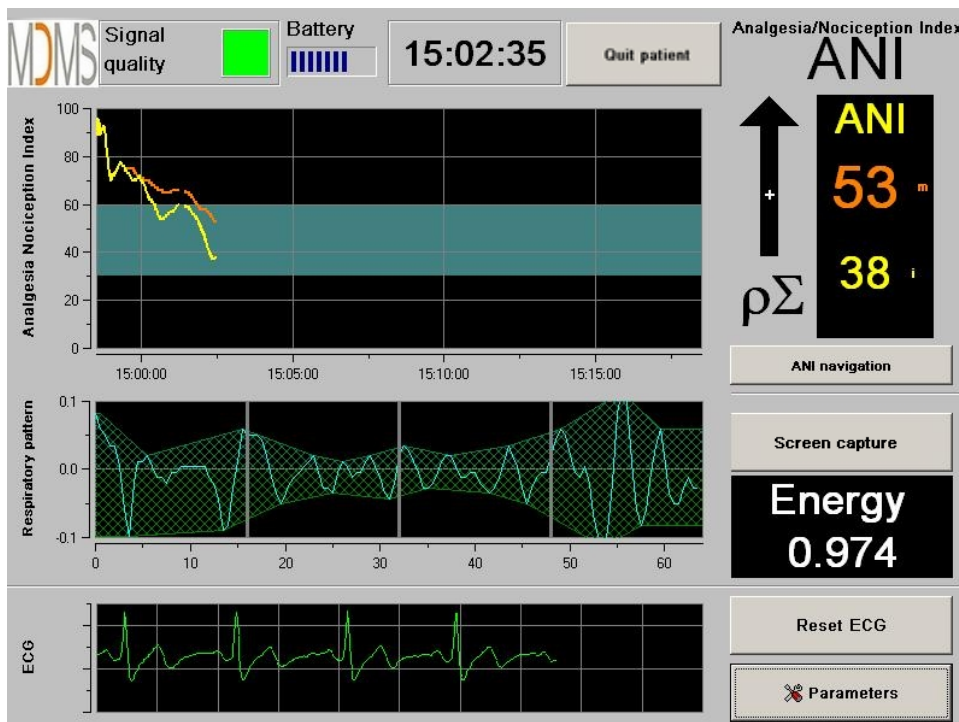 MDMS
Signal
quality
Battery
15:02:35
Quit patient
Analgesia/Nociception Index
ANI
Analgesia Nociception Index
100
80
60
40
20
0
15:00:00
15:05:00
15:10:00
15:15:00
+
ρΣ
ANI
53 m
38 i
ANI navigation
Respiratory pattern
0.1
0.0
-0.1
0
10
20
30
40
50
60
Screen capture
Energy
0.974
ECG
Reset ECG
Parameters